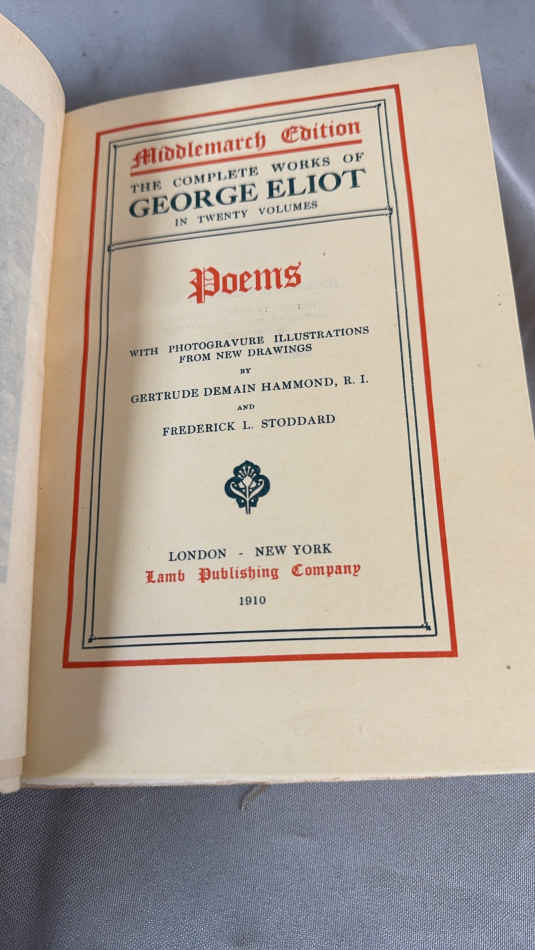 Middlemarch Edition
THE COMPLETE WORKS OF
GEORGE ELIOT
IN TWENTY VOLUMES
Poems
WITH PHOTOGRAVURE ILLUSTRATIONS
FROM NEW DRAWINGS
BY
GERTRUDE DEMAIN HAMMOND, R. I.
AND
FREDERICK L. STODDARD
LONDON - NEW YORK
Lamb Publishing Company
1910